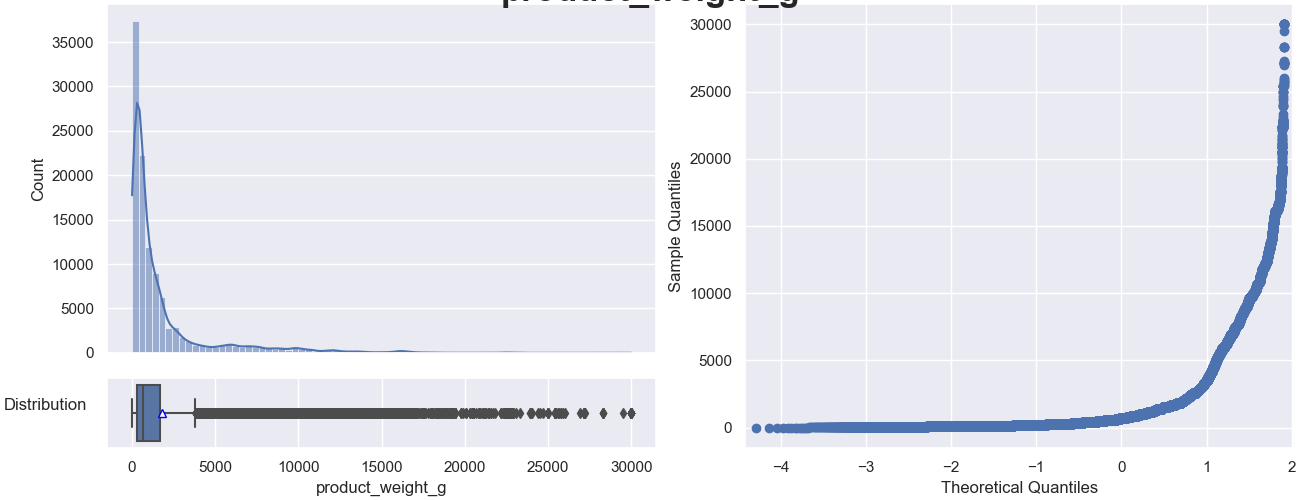 product_weight_g
35000
30000
25000
20000
15000
10000
5000
0
Count
Distribution
0 5000 10000 15000 20000 25000 30000
product_weight_g
30000
25000
20000
15000
10000
5000
0
Sample Quantiles
−4 −3 −2 −1 0 1 2
Theoretical Quantiles